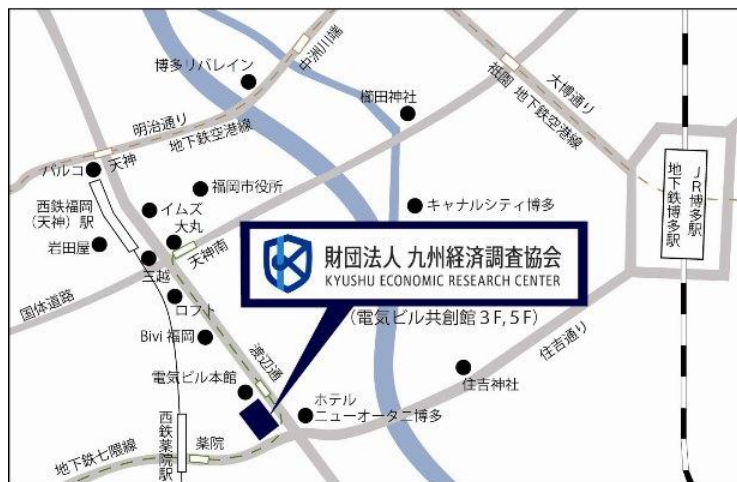 中洲川端
博多リバレイン
明治通り
地下鉄空港線
櫛田神社
祇園
大博通り
地下鉄空港線
パルコ
天神
福岡市役所
西鉄福岡
(天神)駅
イムズ
大丸
キャナルシティ博多
JR博多駅
地下鉄博多駅
岩田屋
三越
天神南
財団法人 九州経済調査協会
KYUSHU ECONOMIC RESEARCH CENTER
(電気ビル共創館3F,5F)
国体道路
ロフト
Bivi 福岡
渡辺通
住吉通り
住吉神社
電気ビル本館
ホテル
ニューオータニ博多
西鉄薬院駅
薬院
地下鉄七隈線